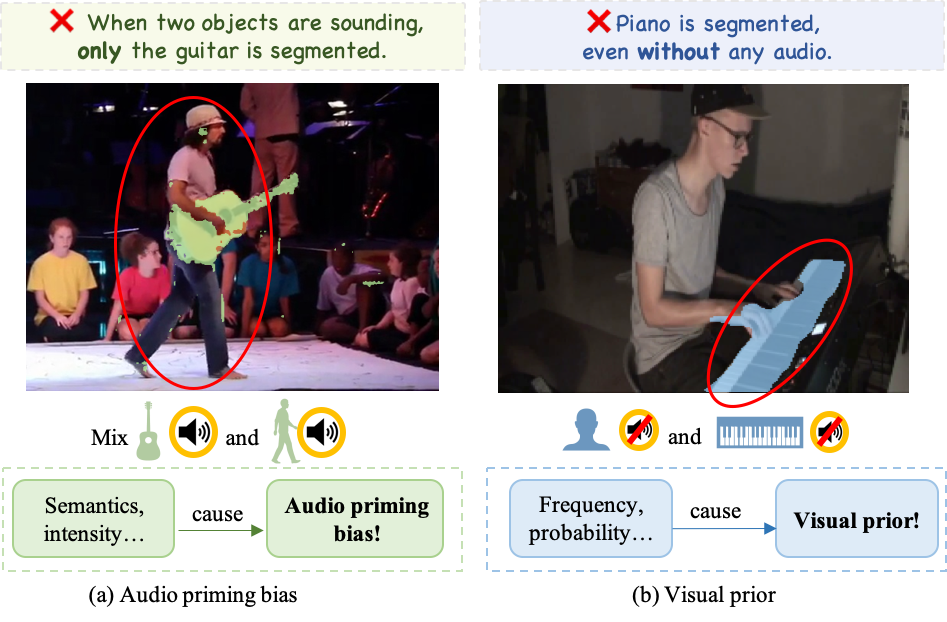 When two objects are sounding,
only the guitar is segmented.
Piano is segmented,
even without any audio.
Mix and
and
Semantics,
intensity…
cause
Audio priming
bias!
Frequency,
probability…
cause
Visual prior!
(a) Audio priming bias
(b) Visual prior